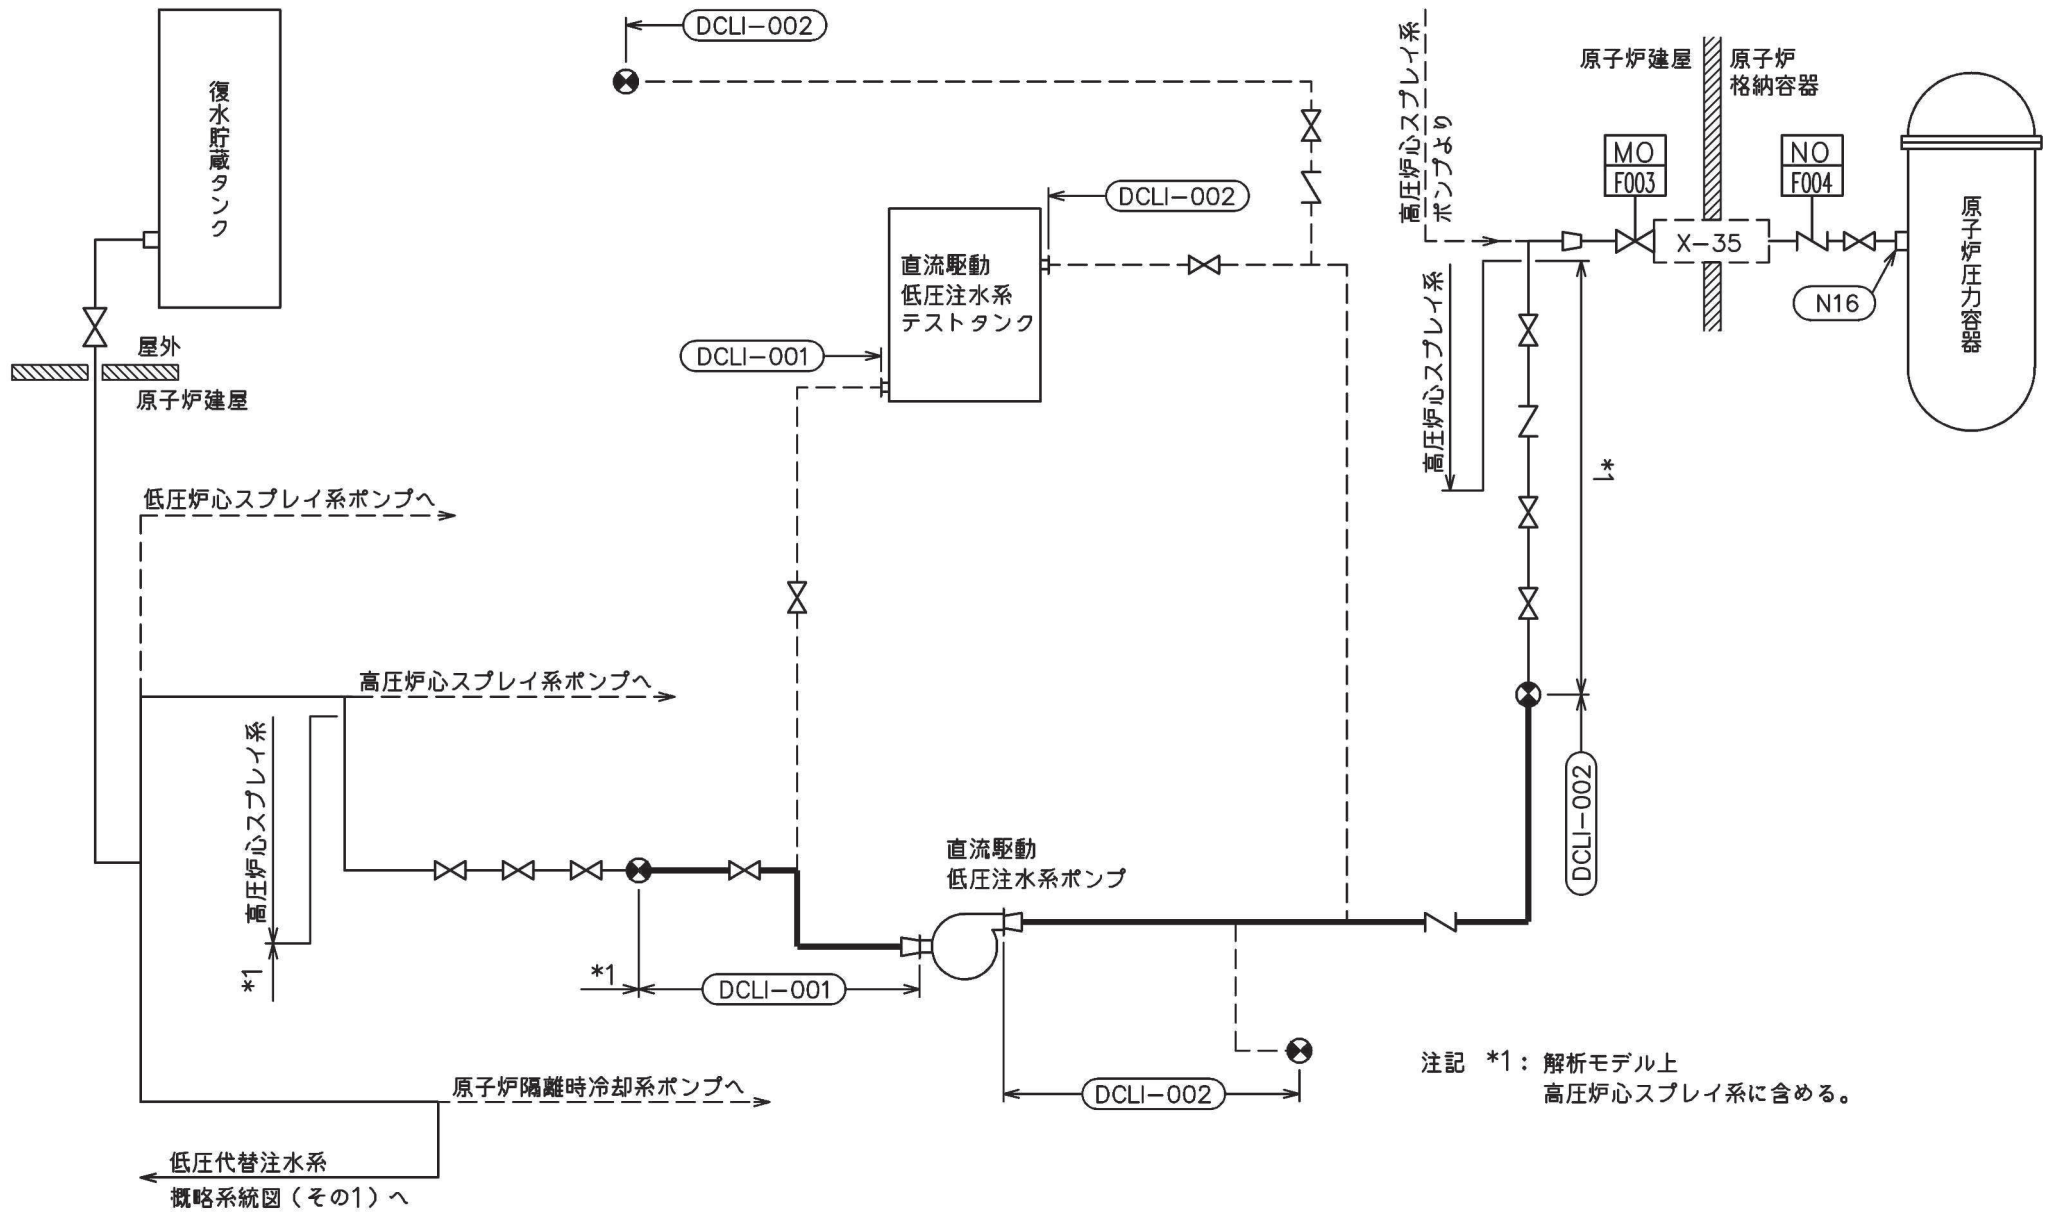 DCLI-002
復水貯蔵タンク
高圧炉心スプレイ系
ポンプより
原子炉建屋
原子炉
格納容器
MO
F003
NO
F004
X-35
N16
原子炉圧力容器
DCLI-002
直流駆動
低圧注水系
テストタンク
DCLI-001
屋外
原子炉建屋
高圧炉心スプレイ系
*1
低圧炉心スプレイ系ポンプへ
高圧炉心スプレイ系ポンプへ
高圧炉心スプレイ系
*1
DCLI-002
直流駆動
低圧注水系ポンプ
*1
DCLI-001
DCLI-002
原子炉隔離時冷却系ポンプへ
低圧代替注水系
概略系統図(その1)へ
注記 *1:解析モデル上
高圧炉心スプレイ系に含める。